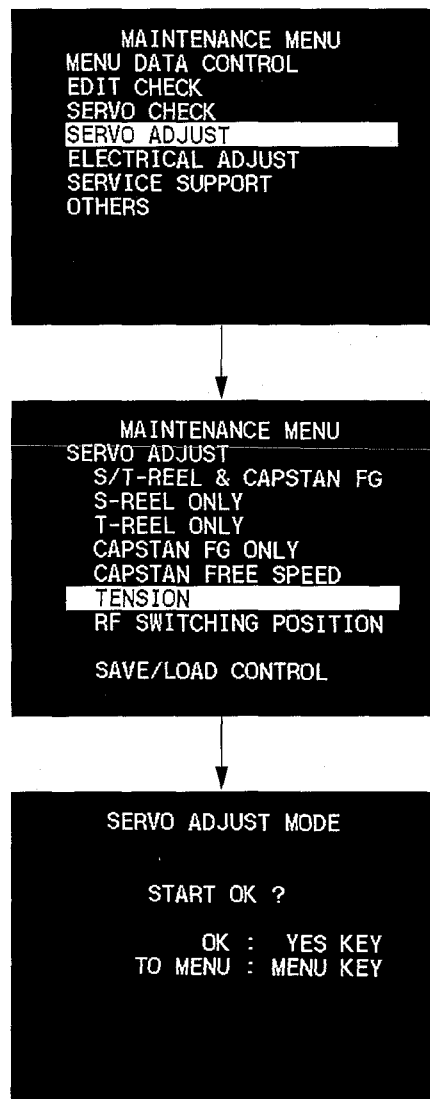 MAINTENANCE MENU
MENU DATA CONTROL
EDIT CHECK
SERVO CHECK
SERVO ADJUST
ELECTRICAL ADJUST
SERVICE SUPPORT
OTHERS
MAINTENANCE MENU
SERVO ADJUST
S/T-REEL & CAPSTAN FG
S-REEL ONLY
T-REEL ONLY
CAPSTAN FG ONLY
CAPSTAN FREE SPEED
TENSION
RF SWITCHING POSITION
SAVE/LOAD CONTROL
SERVO ADJUST MODE
START OK ?
OK : YES KEY
TO MENU : MENU KEY